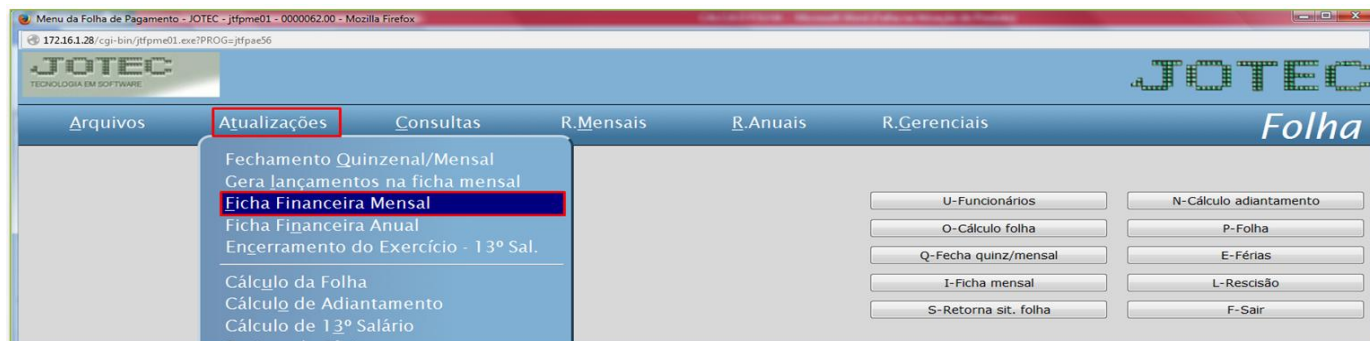 Menu da Folha de Pagamento - JOTEC - jtfpme01 - 0000062.00 - Mozilla Firefox
172.16.1.28/cgi-bin/jtfpme01.exe?PROG=jtfpae56
JOTEC
TECNOLOGIA EM SOFTWARE
JOTEC
Arquivos Atualizações Consultas R.Mensais R.Anuais R.Gerenciais Folha
Fechamento Quinzenal/Mensal
Gera lançamentos na ficha mensal
Ficha Financeira Mensal
Ficha Financeira Anual
Encerramento do Exercício - 13º Sal.
Cálculo da Folha
Cálculo de Adiantamento
Cálculo de 13º Salário
U-Funcionários N-Cálculo adiantamento
O-Cálculo folha P-Folha
Q-Fecha quinz/mensal E-Férias
I-Ficha mensal L-Rescisão
S-Retorna sit. folha F-Sair